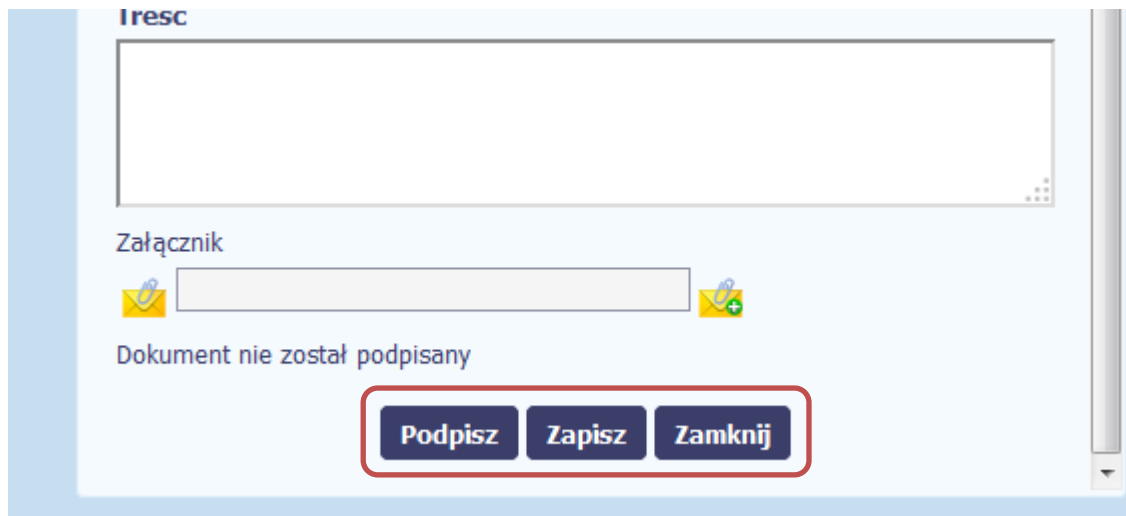 Treść
Załącznik
Dokument nie został podpisany
Podpisz Zapisz Zamknij